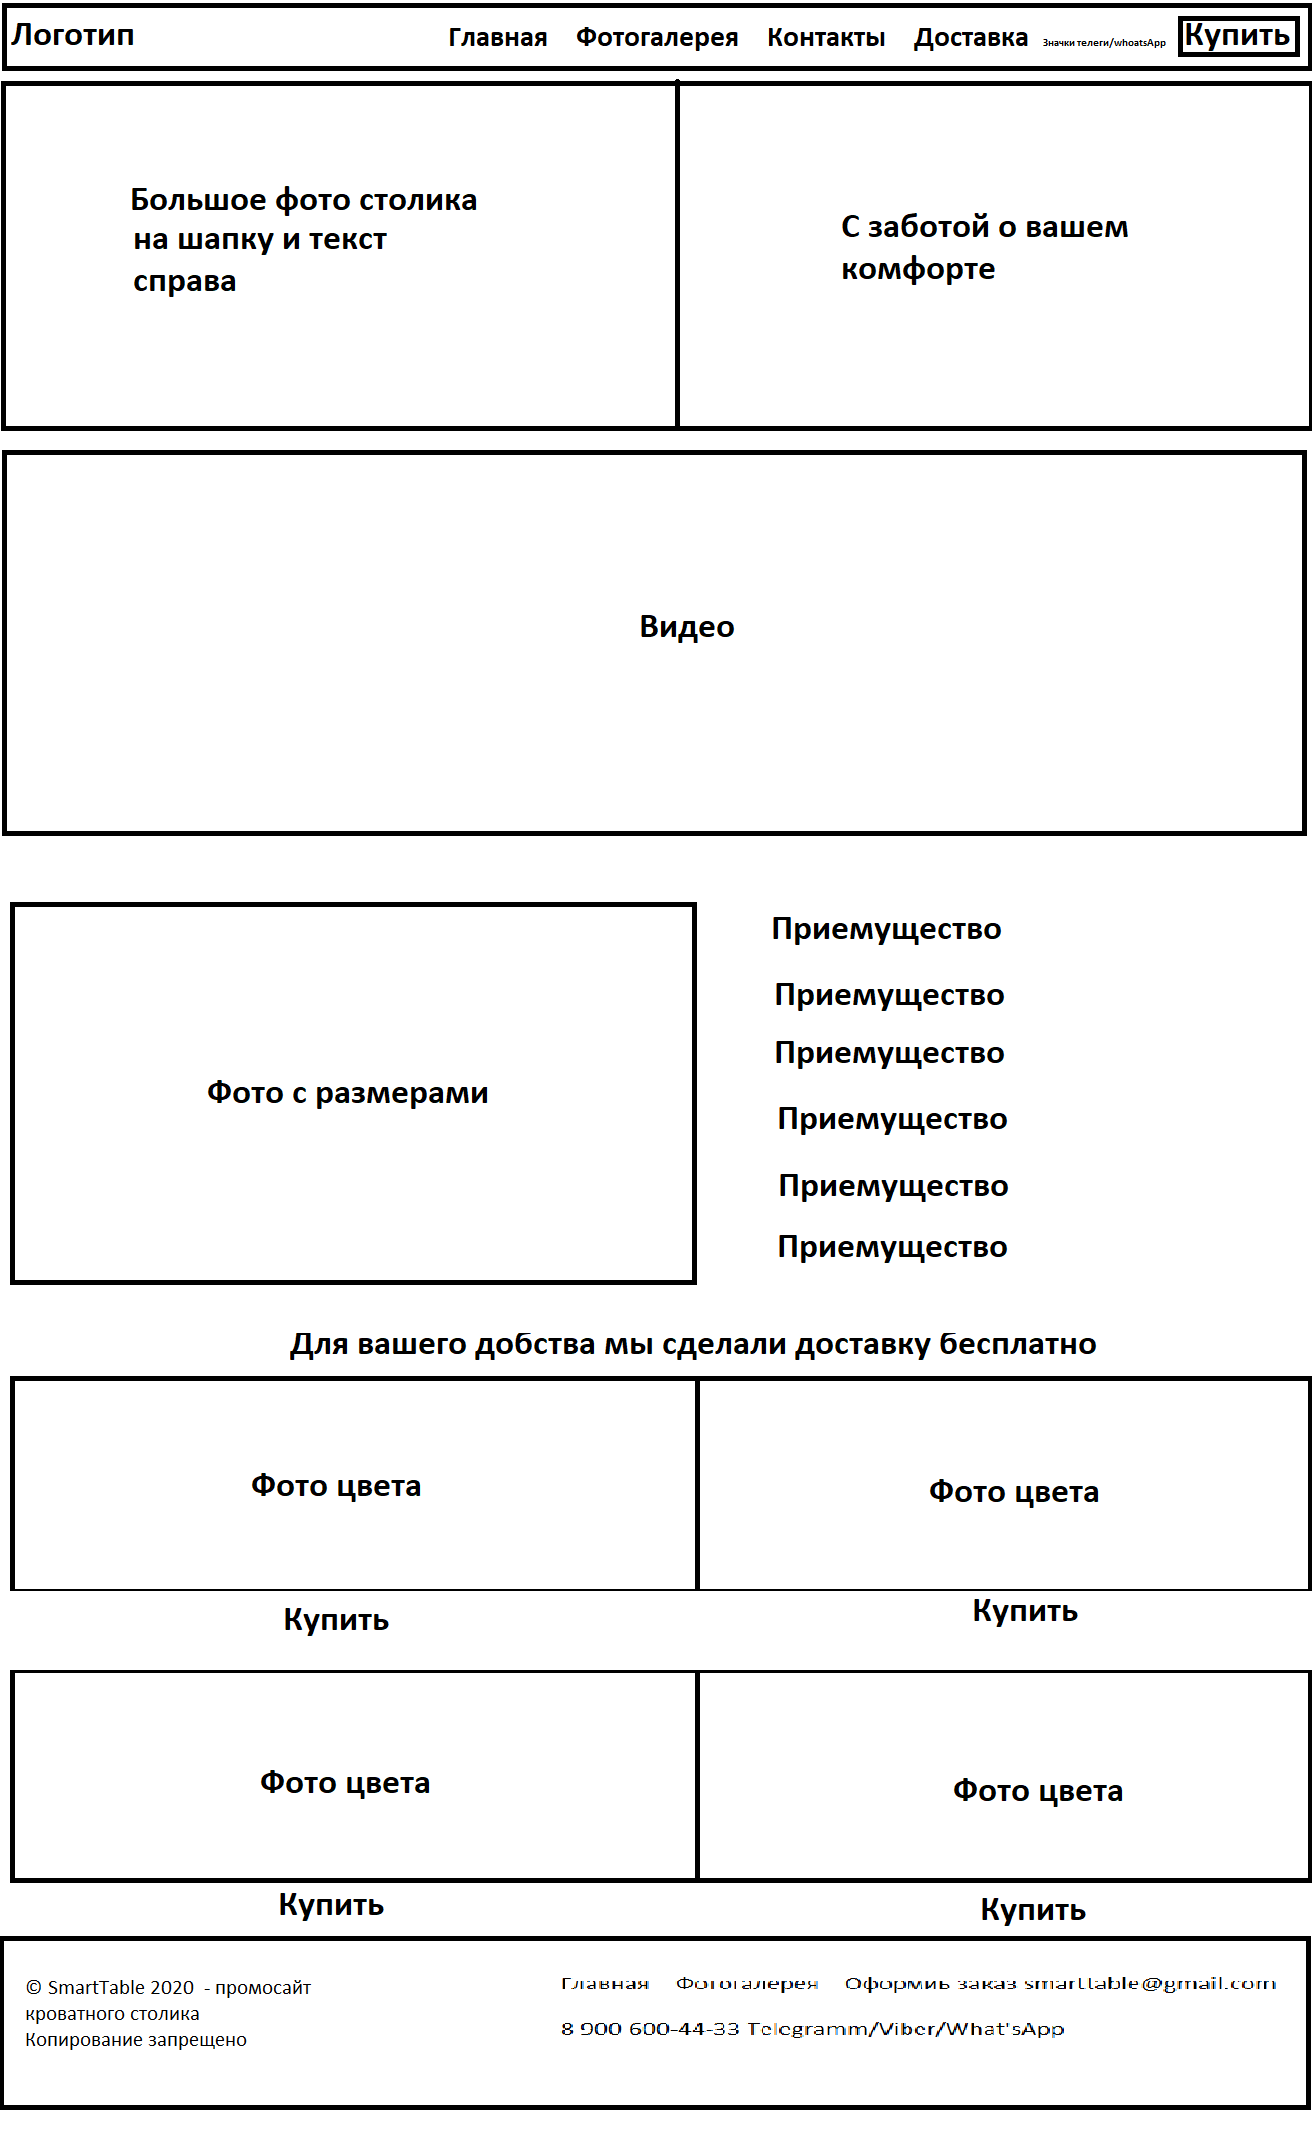 Логотип
Главная Фотогалерея Контакты Доставка Значки телеги/whoatsApp Купить
Большое фото столика
на шапку и текст
справа
С заботой о вашем
комфорте
Видео
Фото с размерами
Приемущество
Приемущество
Приемущество
Приемущество
Приемущество
Приемущество
Для вашего добства мы сделали доставку бесплатно
Фото цвета
Фото цвета
Купить
Купить
Фото цвета
Фото цвета
Купить
Купить
© SmartTable 2020 - промосайт
кроватного столика
Копирование запрещено
Главная Фотогалерея Оформиь заказ smarttable@gmail.com
8 900 600-44-33 Telegramm/Viber/What'sApp